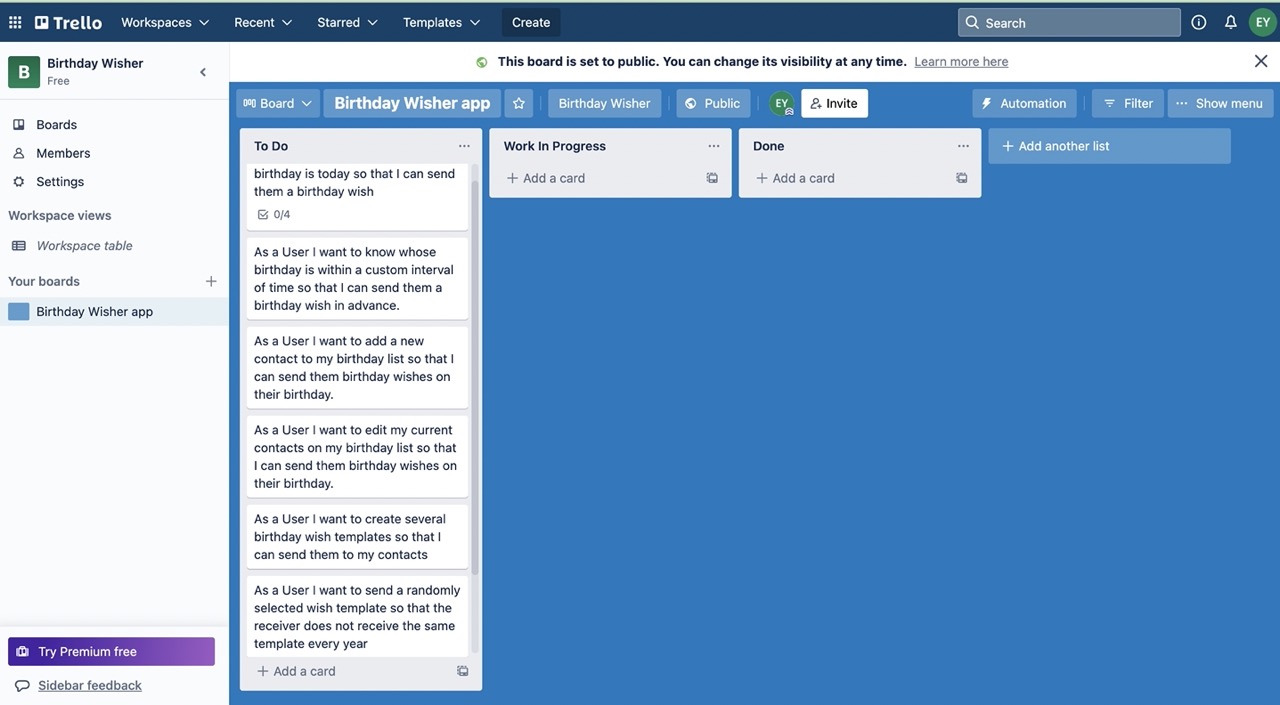 Trello
Workspaces
Recent
Starred
Templates
Create
Search
EY
B
Birthday Wisher
Free
This board is set to public. You can change its visibility at any time. Learn more here
Board
Birthday Wisher app
Birthday Wisher
Public
EY
Invite
Automation
Filter
Show menu
Boards
Members
Settings
Workspace views
Workspace table
Your boards
Birthday Wisher app
Try Premium free
Sidebar feedback
To Do
birthday is today so that I can send
them a birthday wish
0/4
As a User I want to know whose
birthday is within a custom interval
of time so that I can send them a
birthday wish in advance.
As a User I want to add a new
contact to my birthday list so that I
can send them birthday wishes on
their birthday.
As a User I want to edit my current
contacts on my birthday list so that
I can send them birthday wishes on
their birthday.
As a User I want to create several
birthday wish templates so that I
can send them to my contacts
As a User I want to send a randomly
selected wish template so that the
receiver does not receive the same
template every year
Add a card
Work In Progress
Add a card
Done
Add a card
Add another list